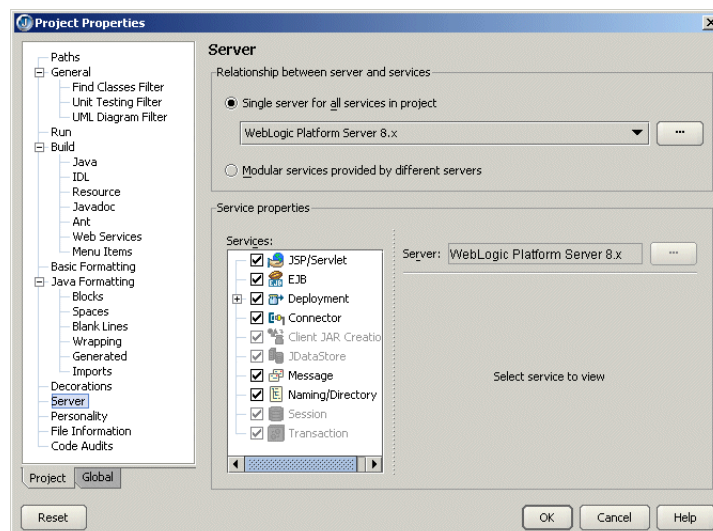 Project Properties
Paths
General
Find Classes Filter
Unit Testing Filter
UML Diagram Filter
Run
Build
Java
IDL
Resource
Javadoc
Ant
Web Services
Menu Items
Basic Formatting
Java Formatting
Blocks
Spaces
Blank Lines
Wrapping
Generated
Imports
Decorations
Server
Personality
File Information
Code Audits
Project
Global
Server
Relationship between server and services
Single server for all services in project
WebLogic Platform Server 8.x
...
Modular services provided by different servers
Service properties
Services:
JSP/Servlet
EJB
Deployment
Connector
Client JAR Creatio
JDataStore
Message
Naming/Directory
Session
Transaction
Server: WebLogic Platform Server 8.x
...
Select service to view
Reset
OK
Cancel
Help